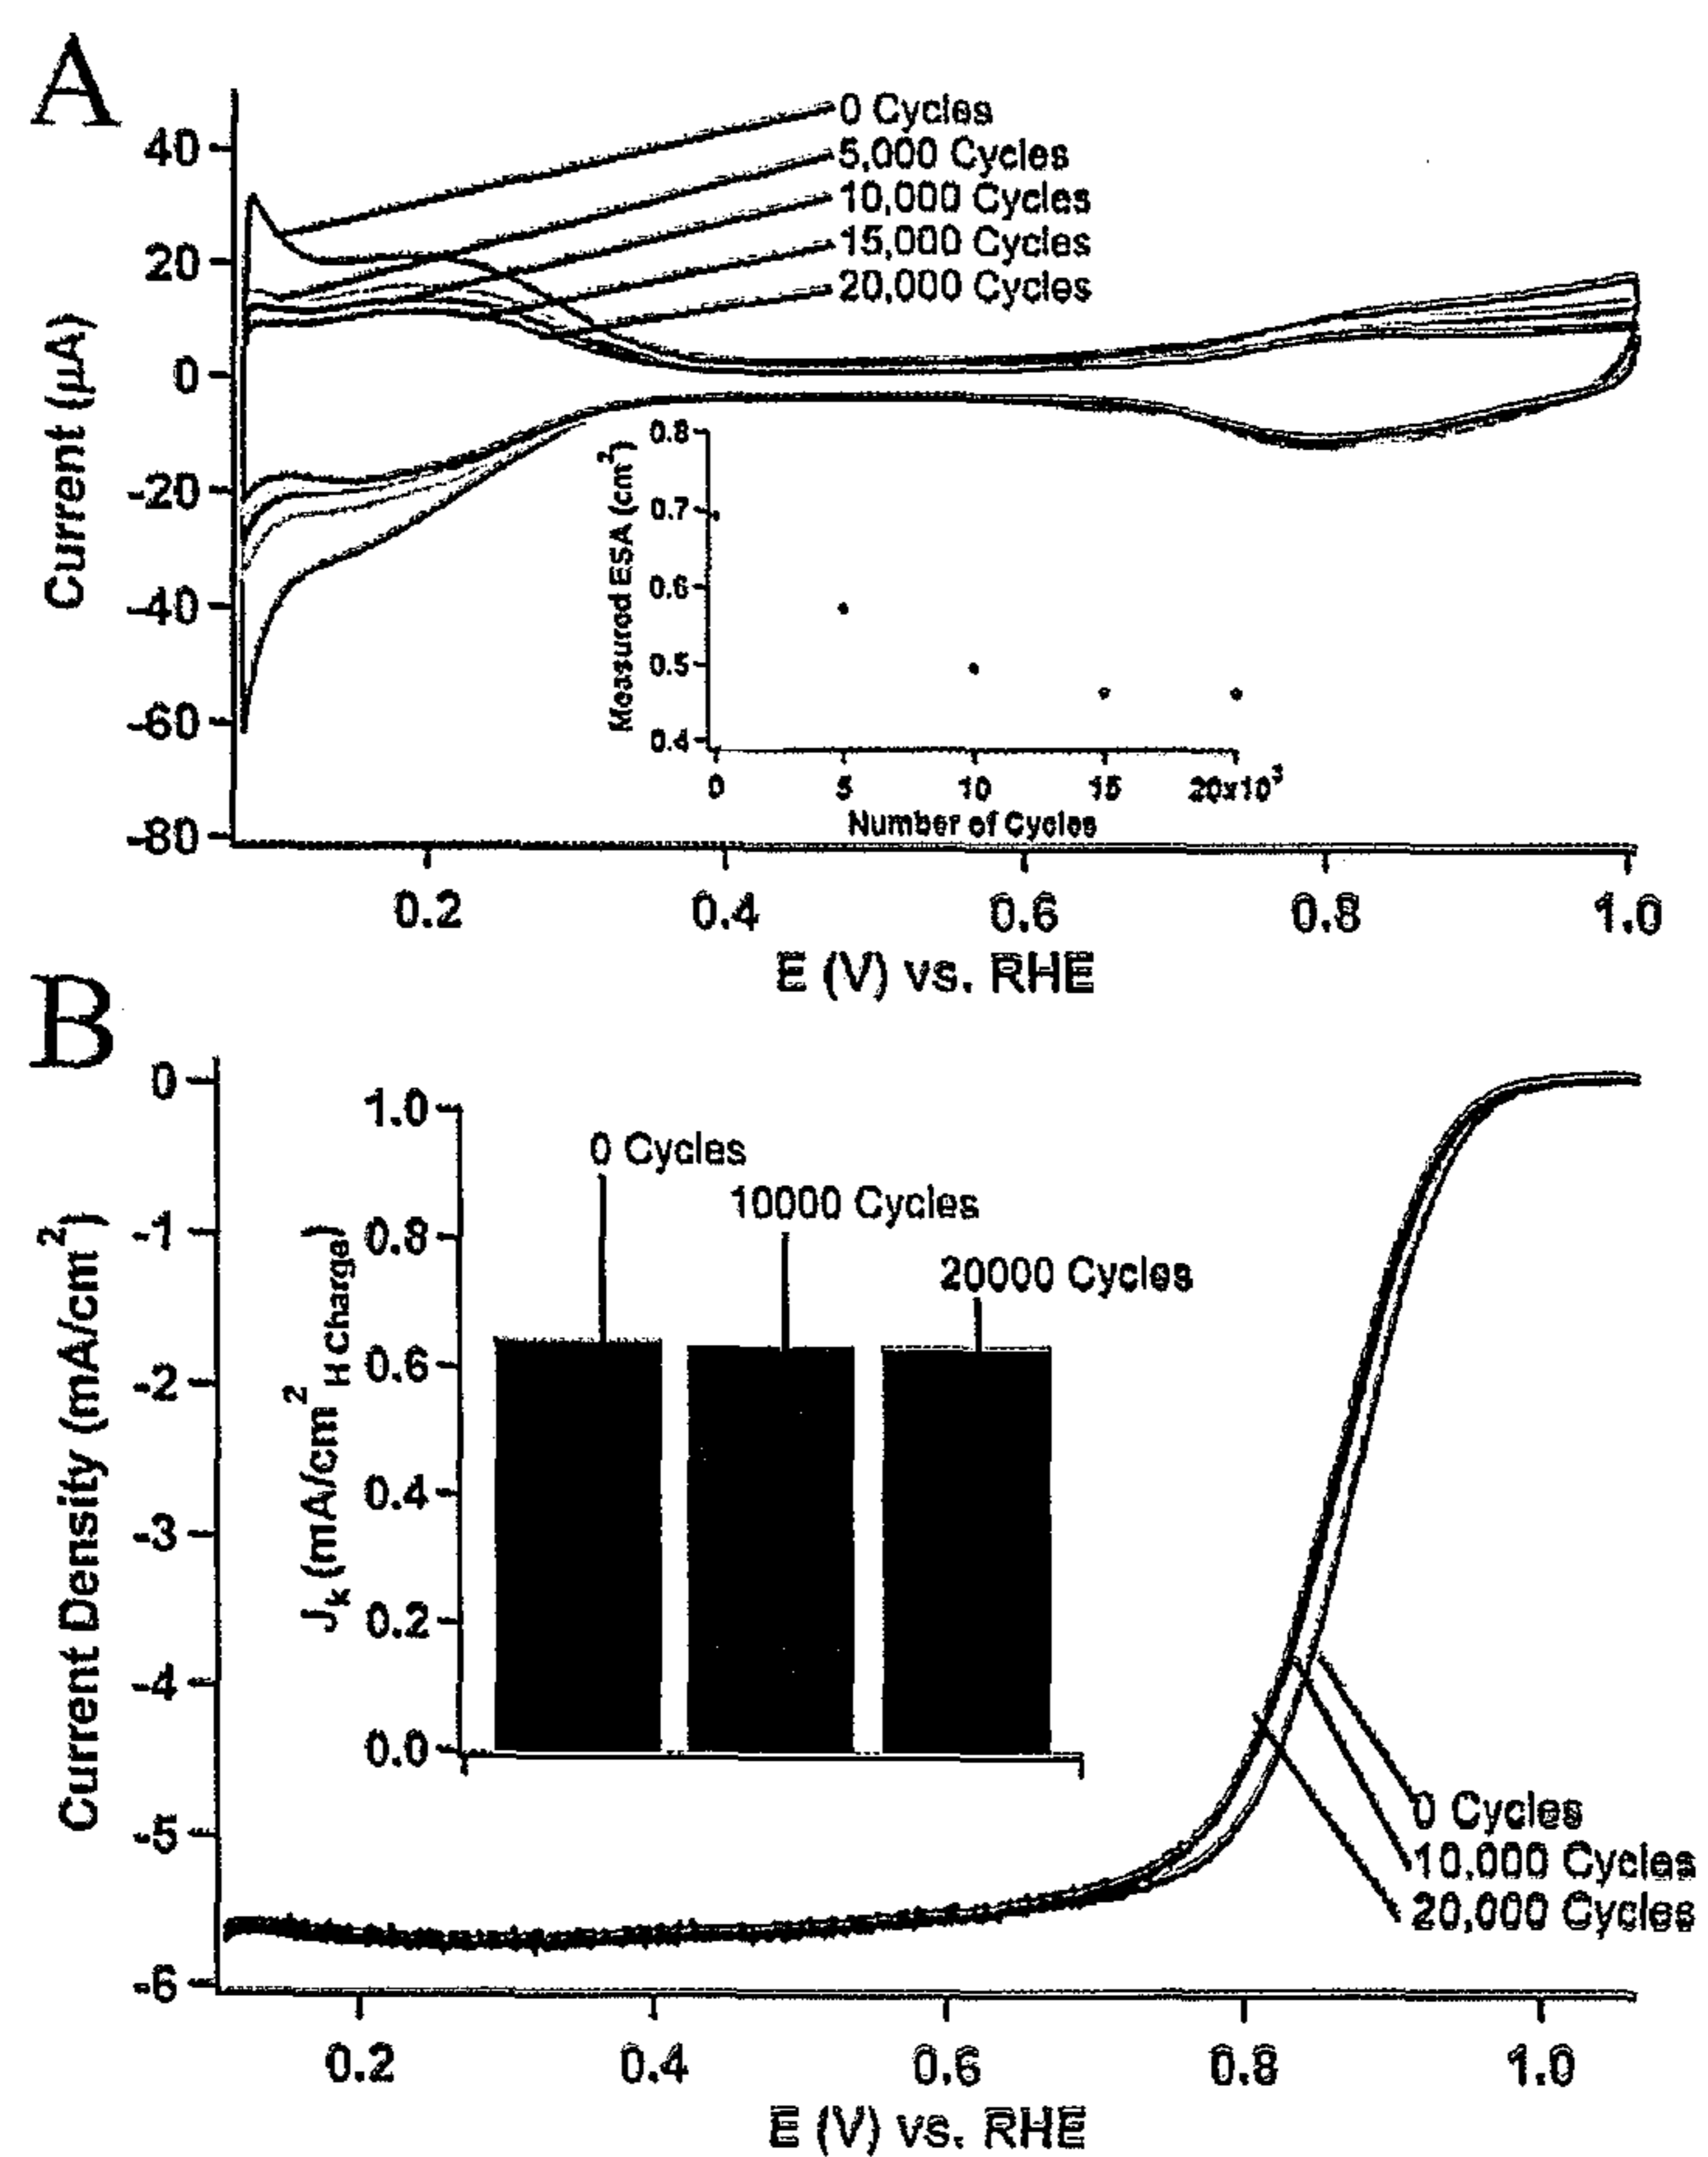 A
40
20
0
-20
-40
-60
-80
Current (µA)
0 Cycles
5,000 Cycles
10,000 Cycles
15,000 Cycles
20,000 Cycles
0.8
0.7
0.6
0.5
0.4
Measured ESA (cm²)
0 5 10 15 20x10³
Number of Cycles
0.2 0.4 0.6 0.8 1.0
E (V) vs. RHE
B
0
-1
-2
-3
-4
-5
-6
Current Density (mA/cm²)
1.0
0.8
0.6
0.4
0.2
0.0
Jₖ (mA/cm² H Charge)
0 Cycles
10000 Cycles
20000 Cycles
0 Cycles
10,000 Cycles
20,000 Cycles
0.2 0.4 0.6 0.8 1.0
E (V) vs. RHE